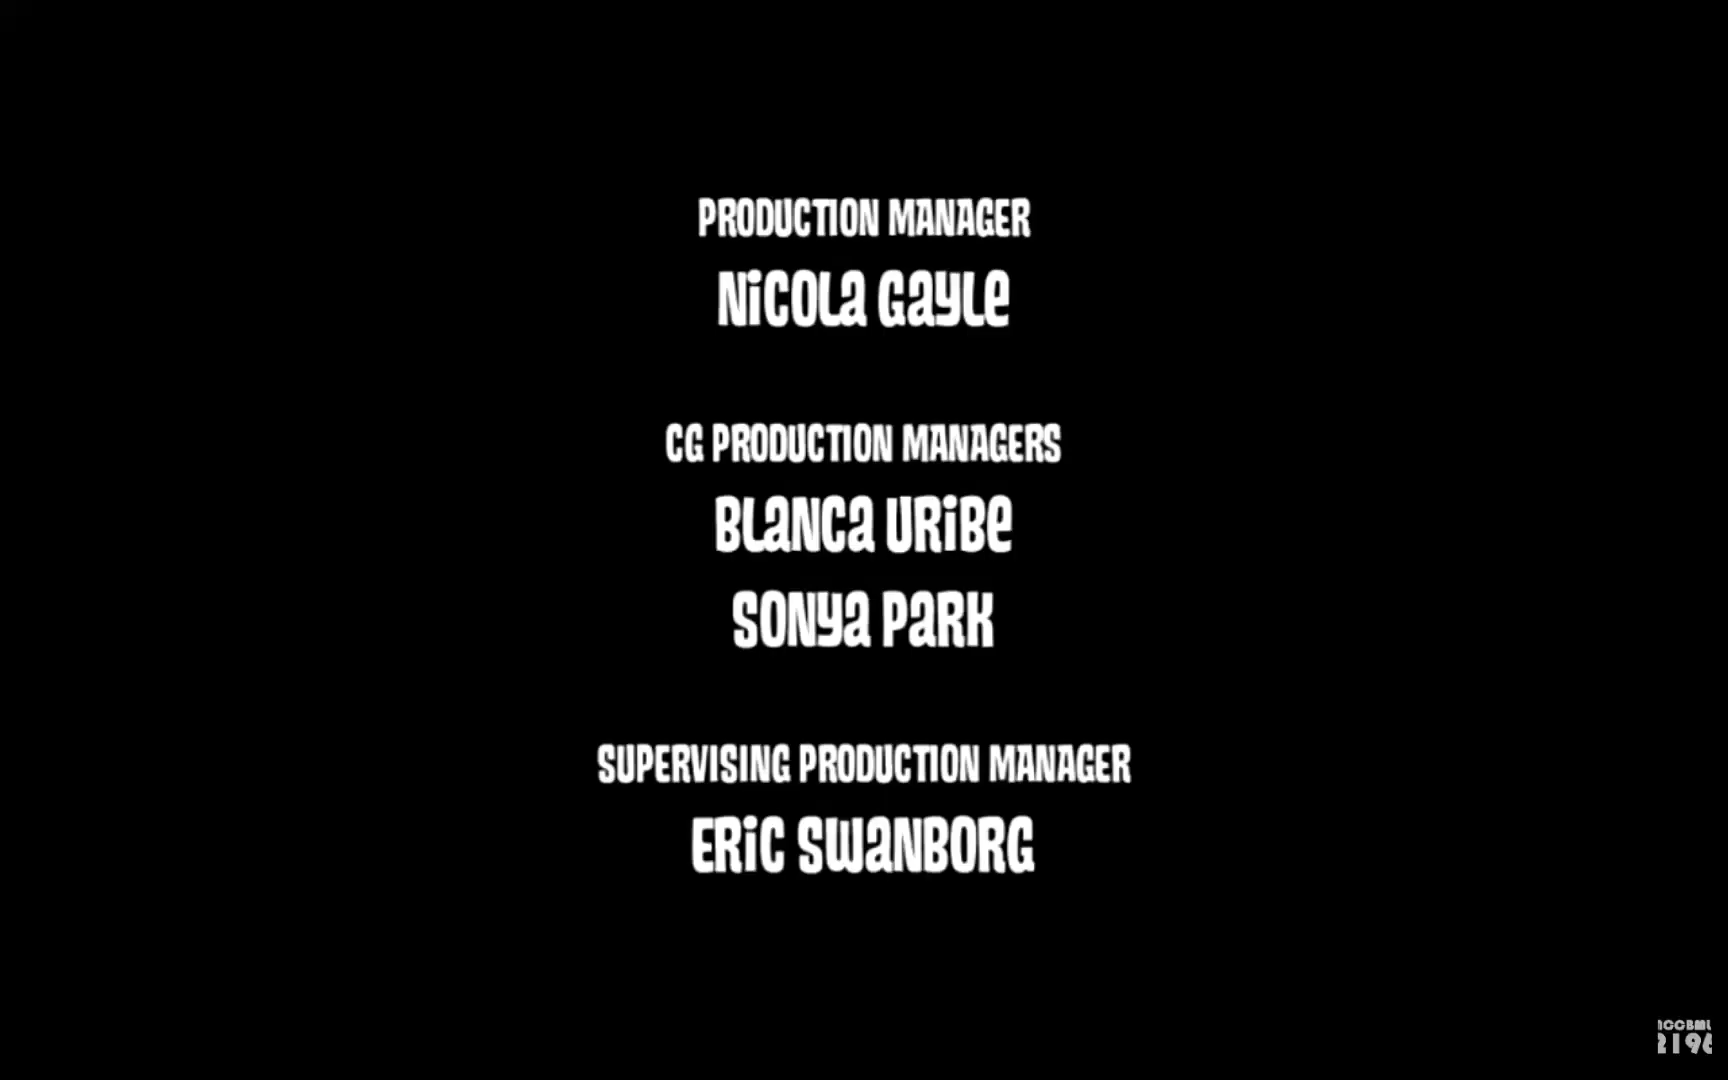 PRODUCTION MANAGER
NiCOLa GayLe
CG PRODUCTION MANAGERS
BLaNCa URiBe
SONya PaRK
SUPERVISING PRODUCTION MANAGER
ERiC SWaNBORG